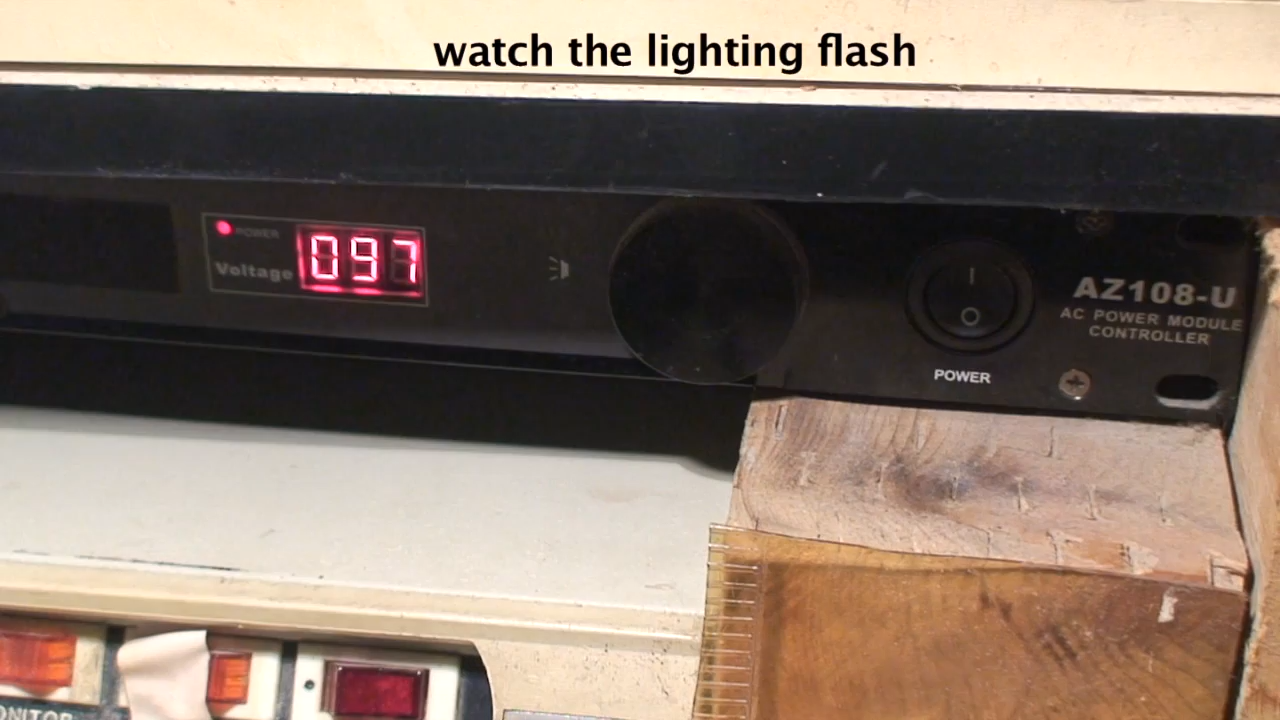 watch the lighting flash
POWER
Voltage
097
POWER
AZ108-U
AC POWER MODULE
CONTROLLER